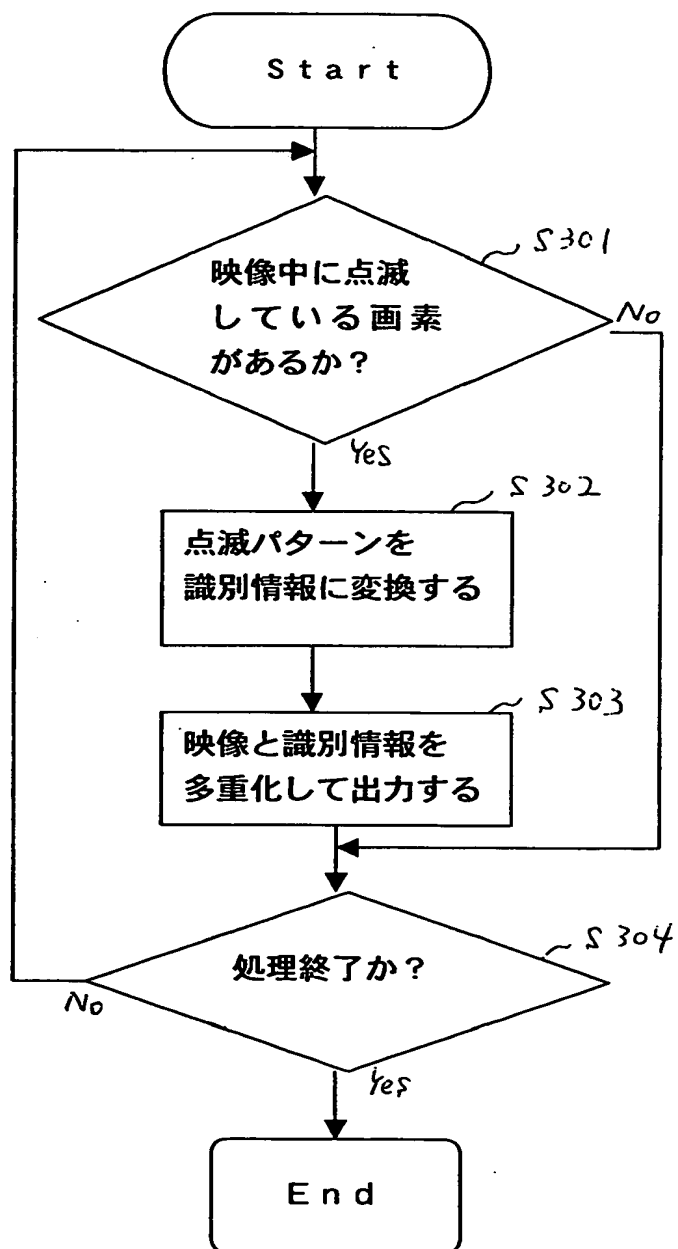 Start
S301
映像中に点滅
している画素
があるか？
No
Yes
S302
点滅パターンを
識別情報に変換する
S303
映像と識別情報を
多重化して出力する
S304
処理終了か？
No
Yes
End